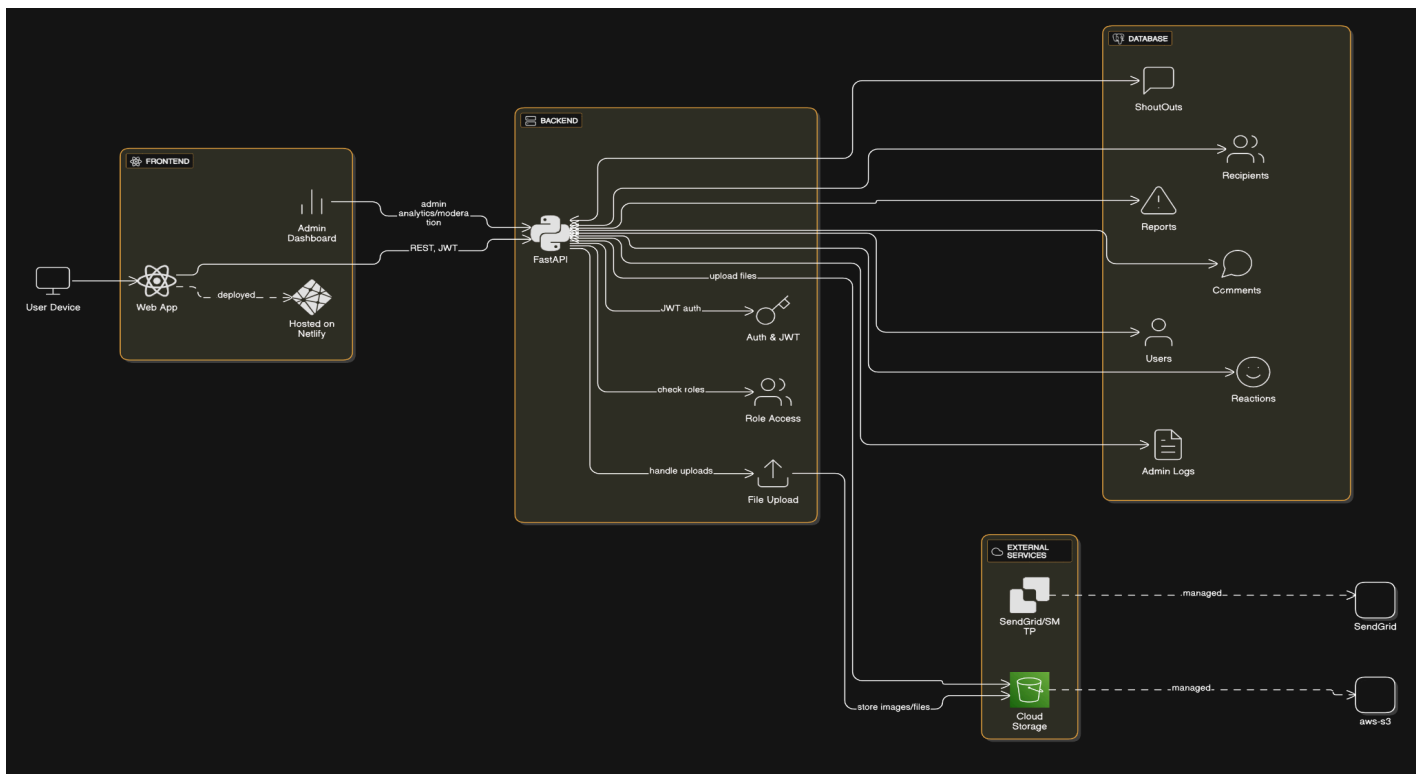 FRONTEND
Admin
Dashboard
User Device
Web App
deployed
Hosted on
Netlify
admin
analytics/modera
tion
REST, JWT
BACKEND
FastAPI
upload files
JWT auth
Auth & JWT
check roles
Role Access
handle uploads
File Upload
DATABASE
ShoutOuts
Recipients
Reports
Comments
Users
Reactions
Admin Logs
EXTERNAL
SERVICES
SendGrid/SM
TP
managed
SendGrid
store images/files
Cloud
Storage
managed
aws-s3